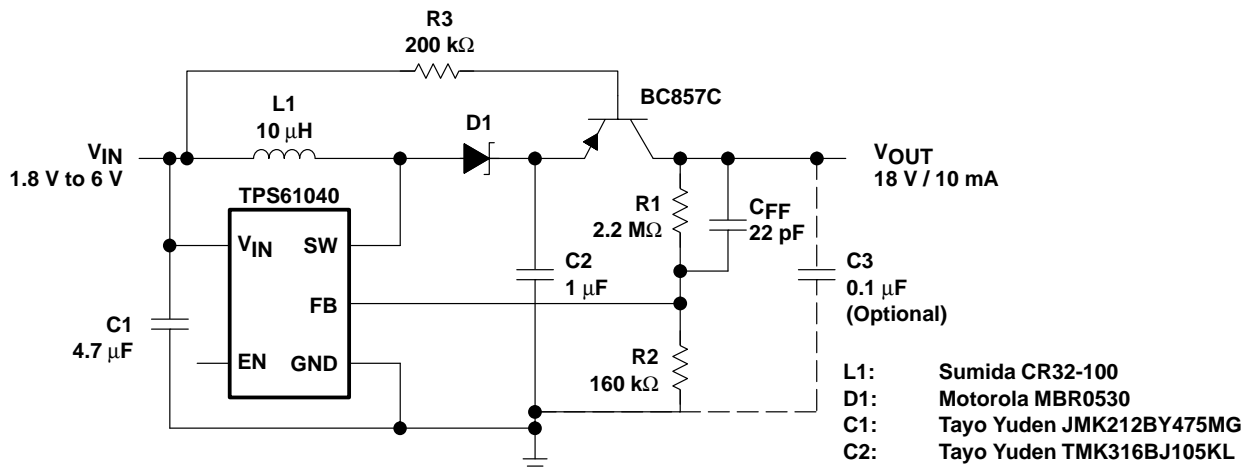 R3
200 kΩ
BC857C
L1
10 μH
D1
VIN
1.8 V to 6 V
VOUT
18 V / 10 mA
TPS61040
VIN
SW
FB
EN
GND
R1
2.2 MΩ
CFF
22 pF
C2
1 μF
C3
0.1 μF
(Optional)
C1
4.7 μF
R2
160 kΩ
L1: Sumida CR32-100
D1: Motorola MBR0530
C1: Tayo Yuden JMK212BY475MG
C2: Tayo Yuden TMK316BJ105KL